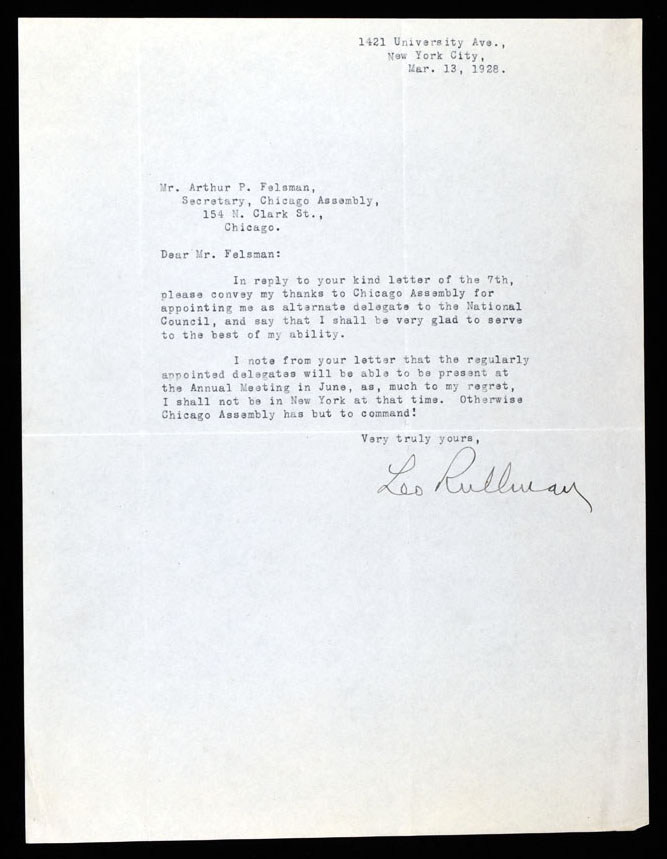 1421 University Ave.,
New York City,
Mar. 13, 1928.
Mr. Arthur P. Felsman,
Secretary, Chicago Assembly,
154 N. Clark St.,
Chicago.
Dear Mr. Felsman:
In reply to your kind letter of the 7th,
please convey my thanks to Chicago Assembly for
appointing me as alternate delegate to the National
Council, and say that I shall be very glad to serve
to the best of my ability.
I note from your letter that the regularly
appointed delegates will be able to be present at
the Annual Meeting in June, as, much to my regret,
I shall not be in New York at that time. Otherwise
Chicago Assembly has but to command!
Very truly yours,
Leo Rullman